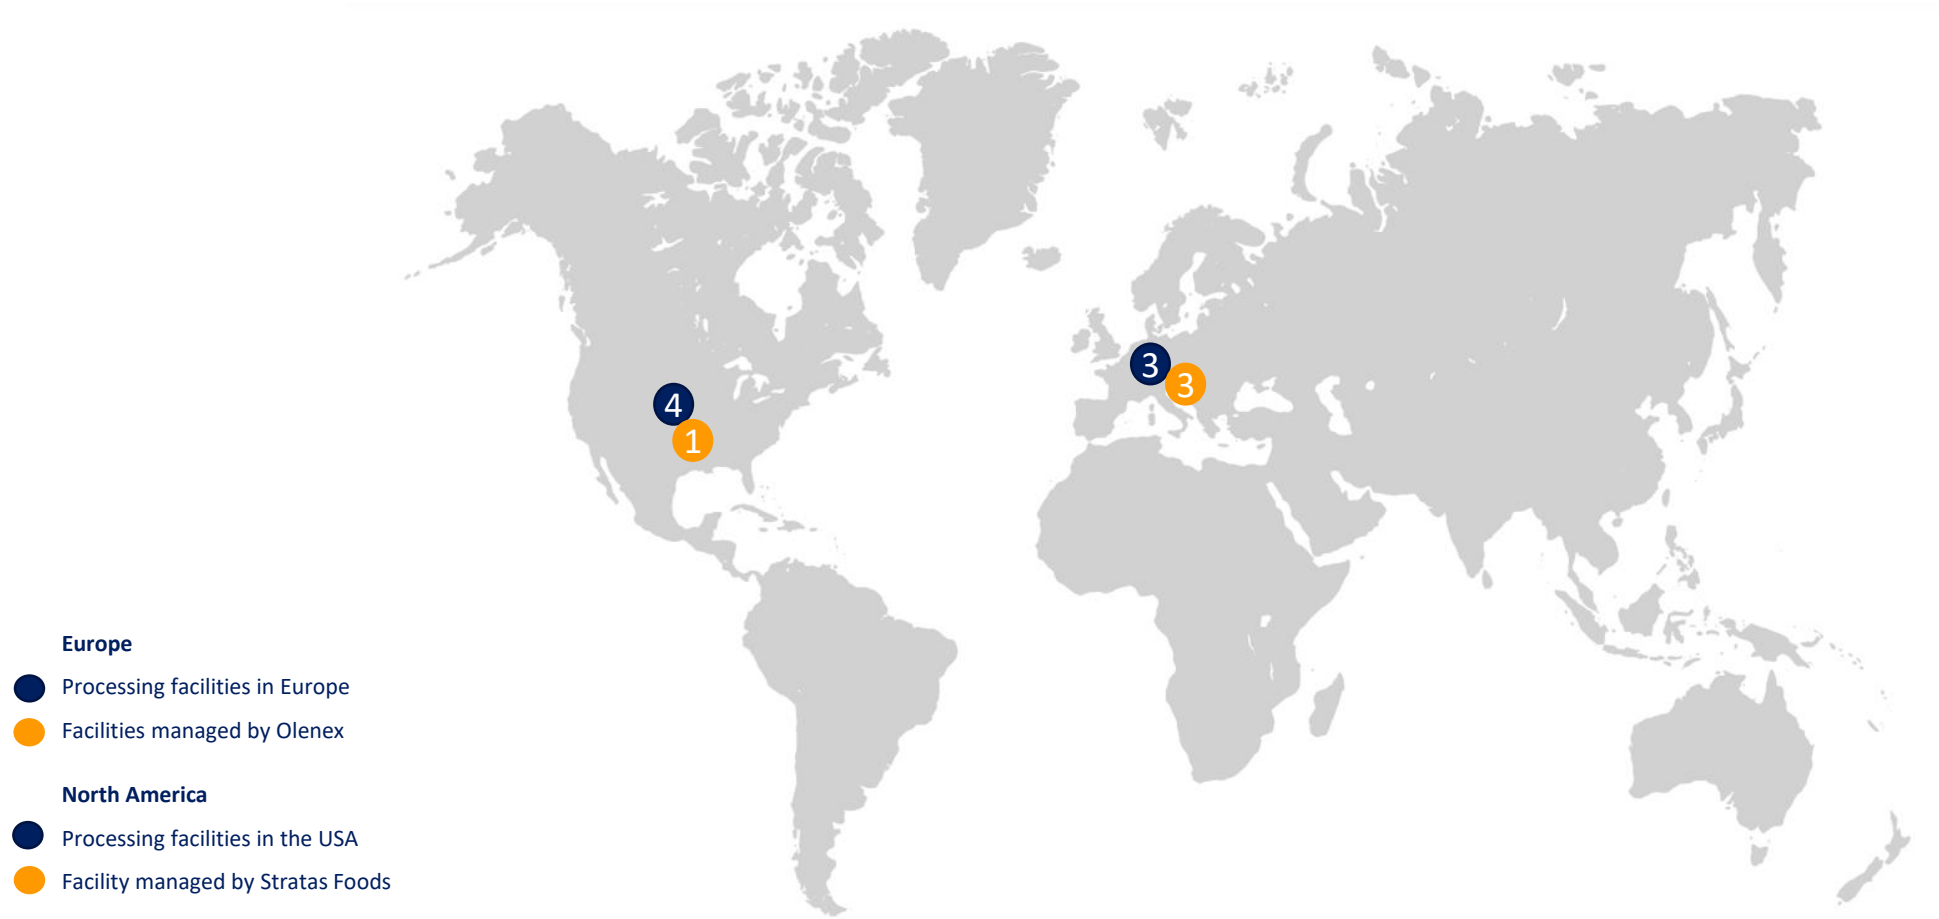 3
3
4
1
Europe
Processing facilities in Europe
Facilities managed by Olenex
North America
Processing facilities in the USA
Facility managed by Stratas Foods